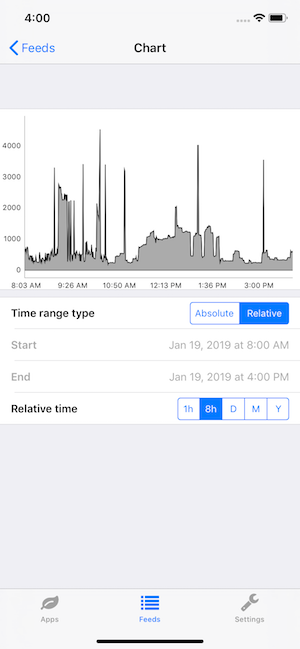 4:00
Feeds Chart
4000
3000
2000
1000
0
8:03 AM 9:26 AM 10:50 AM 12:13 PM 1:36 PM 3:00 PM
Time range type Absolute Relative
Start Jan 19, 2019 at 8:00 AM
End Jan 19, 2019 at 4:00 PM
Relative time 1h 8h D M Y
Apps Feeds Settings